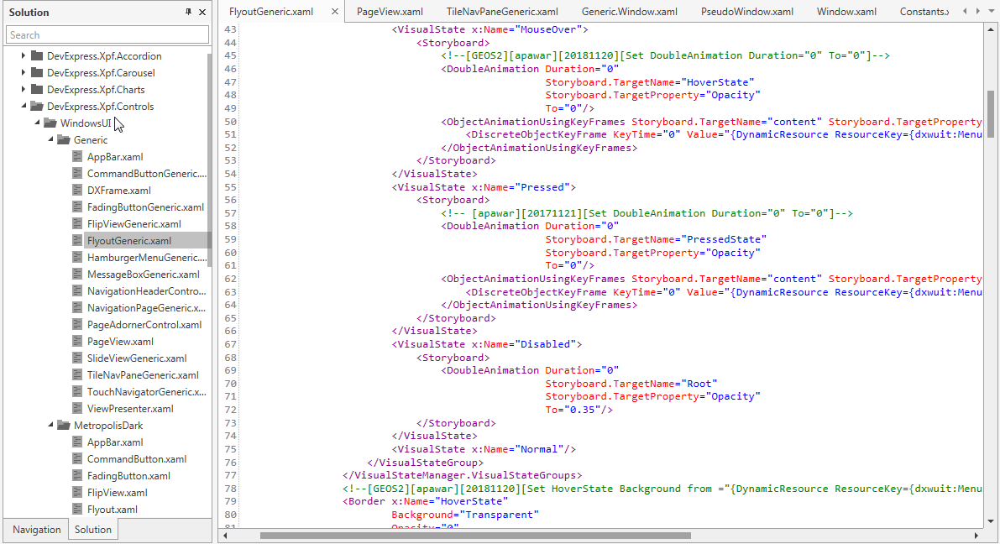 Solution
Search
DevExpress.Xpf.Accordion
DevExpress.Xpf.Carousel
DevExpress.Xpf.Charts
DevExpress.Xpf.Controls
WindowsUI
Generic
AppBar.xaml
CommandButtonGeneric....
DXFrame.xaml
FadingButtonGeneric.xaml
FlipViewGeneric.xaml
FlyoutGeneric.xaml
HamburgerMenuGeneric....
MessageBoxGeneric.xaml
NavigationHeaderContro...
NavigationPageGeneric.x...
PageAdornerControl.xaml
PageView.xaml
SlideViewGeneric.xaml
TileNavPaneGeneric.xaml
TouchNavigatorGeneric.x...
ViewPresenter.xaml
MetropolisDark
AppBar.xaml
CommandButton.xaml
FadingButton.xaml
FlipView.xaml
Flyout.xaml
Navigation Solution
FlyoutGeneric.xaml PageView.xaml TileNavPaneGeneric.xaml Generic.Window.xaml PseudoWindow.xaml Window.xaml Constants.x
43 <VisualState x:Name="MouseOver">
44 <Storyboard>
45 <!--[GEOS2][apawar][20181120][Set DoubleAnimation Duration="0" To="0"]-->
46 <DoubleAnimation Duration="0"
47 Storyboard.TargetName="HoverState"
48 Storyboard.TargetProperty="Opacity"
49 To="0"/>
50 <ObjectAnimationUsingKeyFrames Storyboard.TargetName="content" Storyboard.TargetProperty
51 <DiscreteObjectKeyFrame KeyTime="0" Value="{DynamicResource ResourceKey={dxwuit:Menu
52 </ObjectAnimationUsingKeyFrames>
53 </Storyboard>
54 </VisualState>
55 <VisualState x:Name="Pressed">
56 <Storyboard>
57 <!-- [apawar][20171121][Set DoubleAnimation Duration="0" To="0"]-->
58 <DoubleAnimation Duration="0"
59 Storyboard.TargetName="PressedState"
60 Storyboard.TargetProperty="Opacity"
61 To="0"/>
62 <ObjectAnimationUsingKeyFrames Storyboard.TargetName="content" Storyboard.TargetProperty
63 <DiscreteObjectKeyFrame KeyTime="0" Value="{DynamicResource ResourceKey={dxwuit:Menu
64 </ObjectAnimationUsingKeyFrames>
65 </Storyboard>
66 </VisualState>
67 <VisualState x:Name="Disabled">
68 <Storyboard>
69 <DoubleAnimation Duration="0"
70 Storyboard.TargetName="Root"
71 Storyboard.TargetProperty="Opacity"
72 To="0.35"/>
73 </Storyboard>
74 </VisualState>
75 <VisualState x:Name="Normal"/>
76 </VisualStateGroup>
77 </VisualStateManager.VisualStateGroups>
78 <!--[GEOS2][apawar][20181120][Set HoverState Background from ="{DynamicResource ResourceKey={dxwuit:Menu
79 <Border x:Name="HoverState"
80 Background="Transparent"
81 Opacity="0"